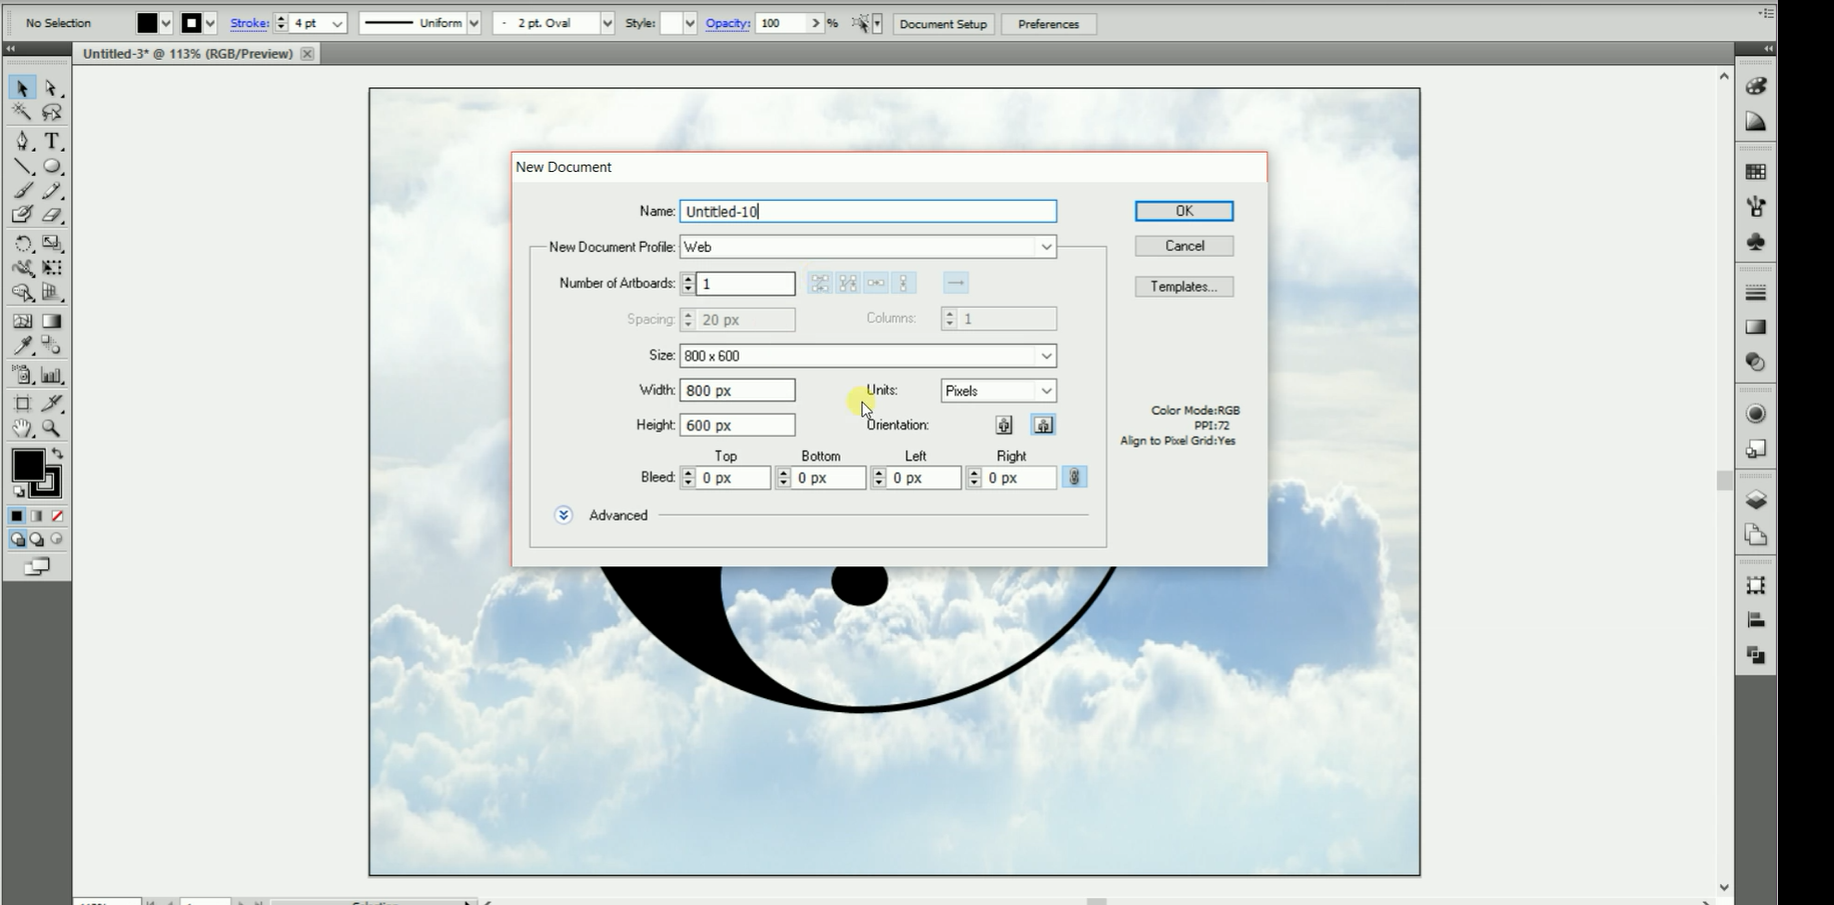 No Selection Stroke: 4 pt Uniform 2 pt. Oval Style: Opacity: 100 % Document Setup Preferences
Untitled-3* @ 113% (RGB/Preview)
New Document
Name: Untitled-10 OK
New Document Profile: Web Cancel
Number of Artboards: 1 Templates...
Spacing: 20 px Columns: 1
Size: 800 x 600
Width: 800 px Units: Pixels
Color Mode:RGB
Height: 600 px Orientation: PPI:72
Align to Pixel Grid:Yes
Top Bottom Left Right
Bleed: 0 px 0 px 0 px 0 px
Advanced